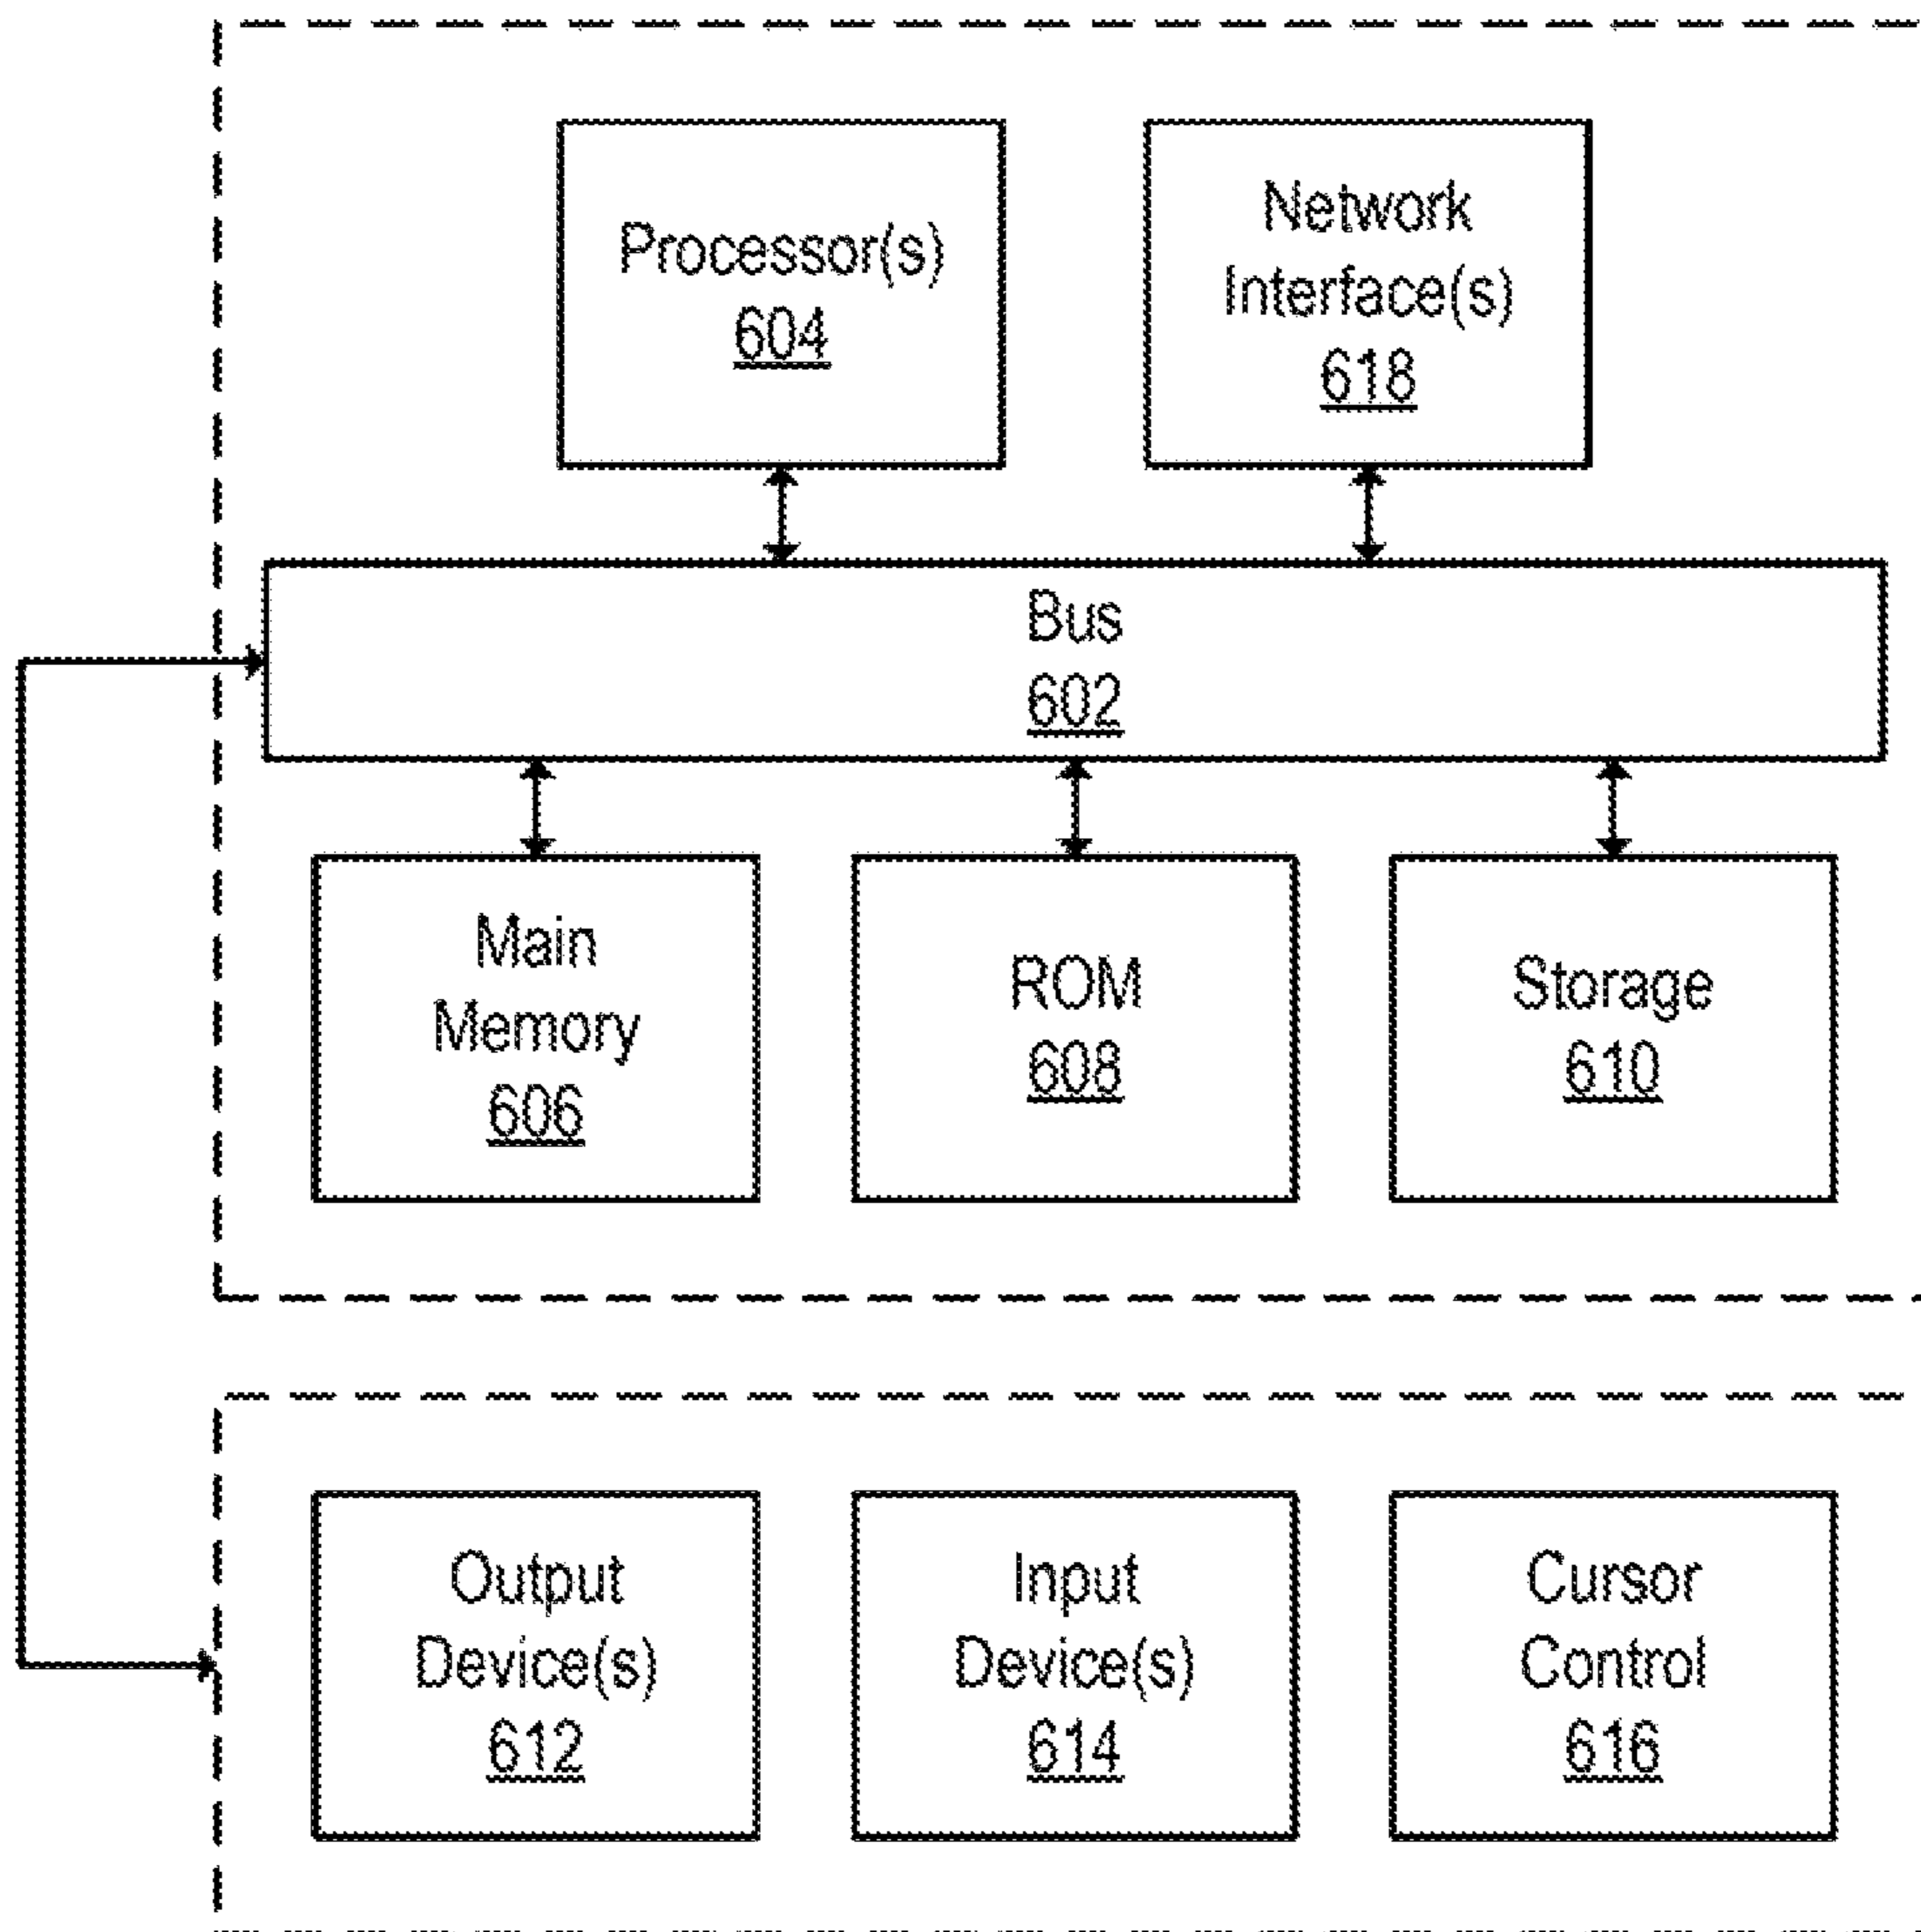 Processor(s)
604
Network
Interface(s)
618
Bus
602
Main
Memory
606
ROM
608
Storage
610
Output
Device(s)
612
Input
Device(s)
614
Cursor
Control
616